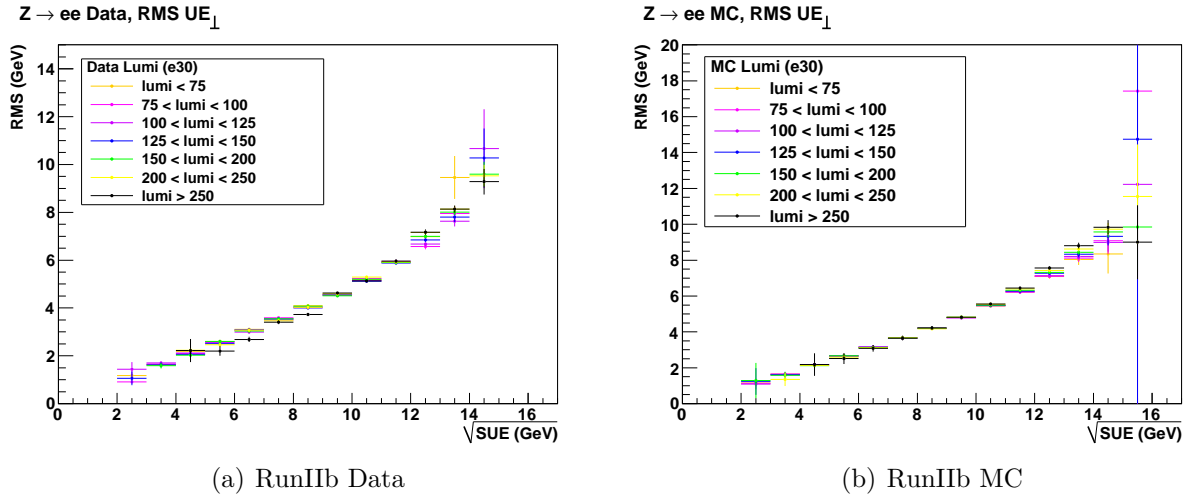 Z → ee Data, RMS UE⊥
RMS (GeV)
14
12
10
8
6
4
2
0
Data Lumi (e30)
lumi < 75
75 < lumi < 100
100 < lumi < 125
125 < lumi < 150
150 < lumi < 200
200 < lumi < 250
lumi > 250
0 2 4 6 8 10 12 14 16
√SUE (GeV)
(a) RunIIb Data
Z → ee MC, RMS UE⊥
RMS (GeV)
20
18
16
14
12
10
8
6
4
2
0
MC Lumi (e30)
lumi < 75
75 < lumi < 100
100 < lumi < 125
125 < lumi < 150
150 < lumi < 200
200 < lumi < 250
lumi > 250
0 2 4 6 8 10 12 14 16
√SUE (GeV)
(b) RunIIb MC